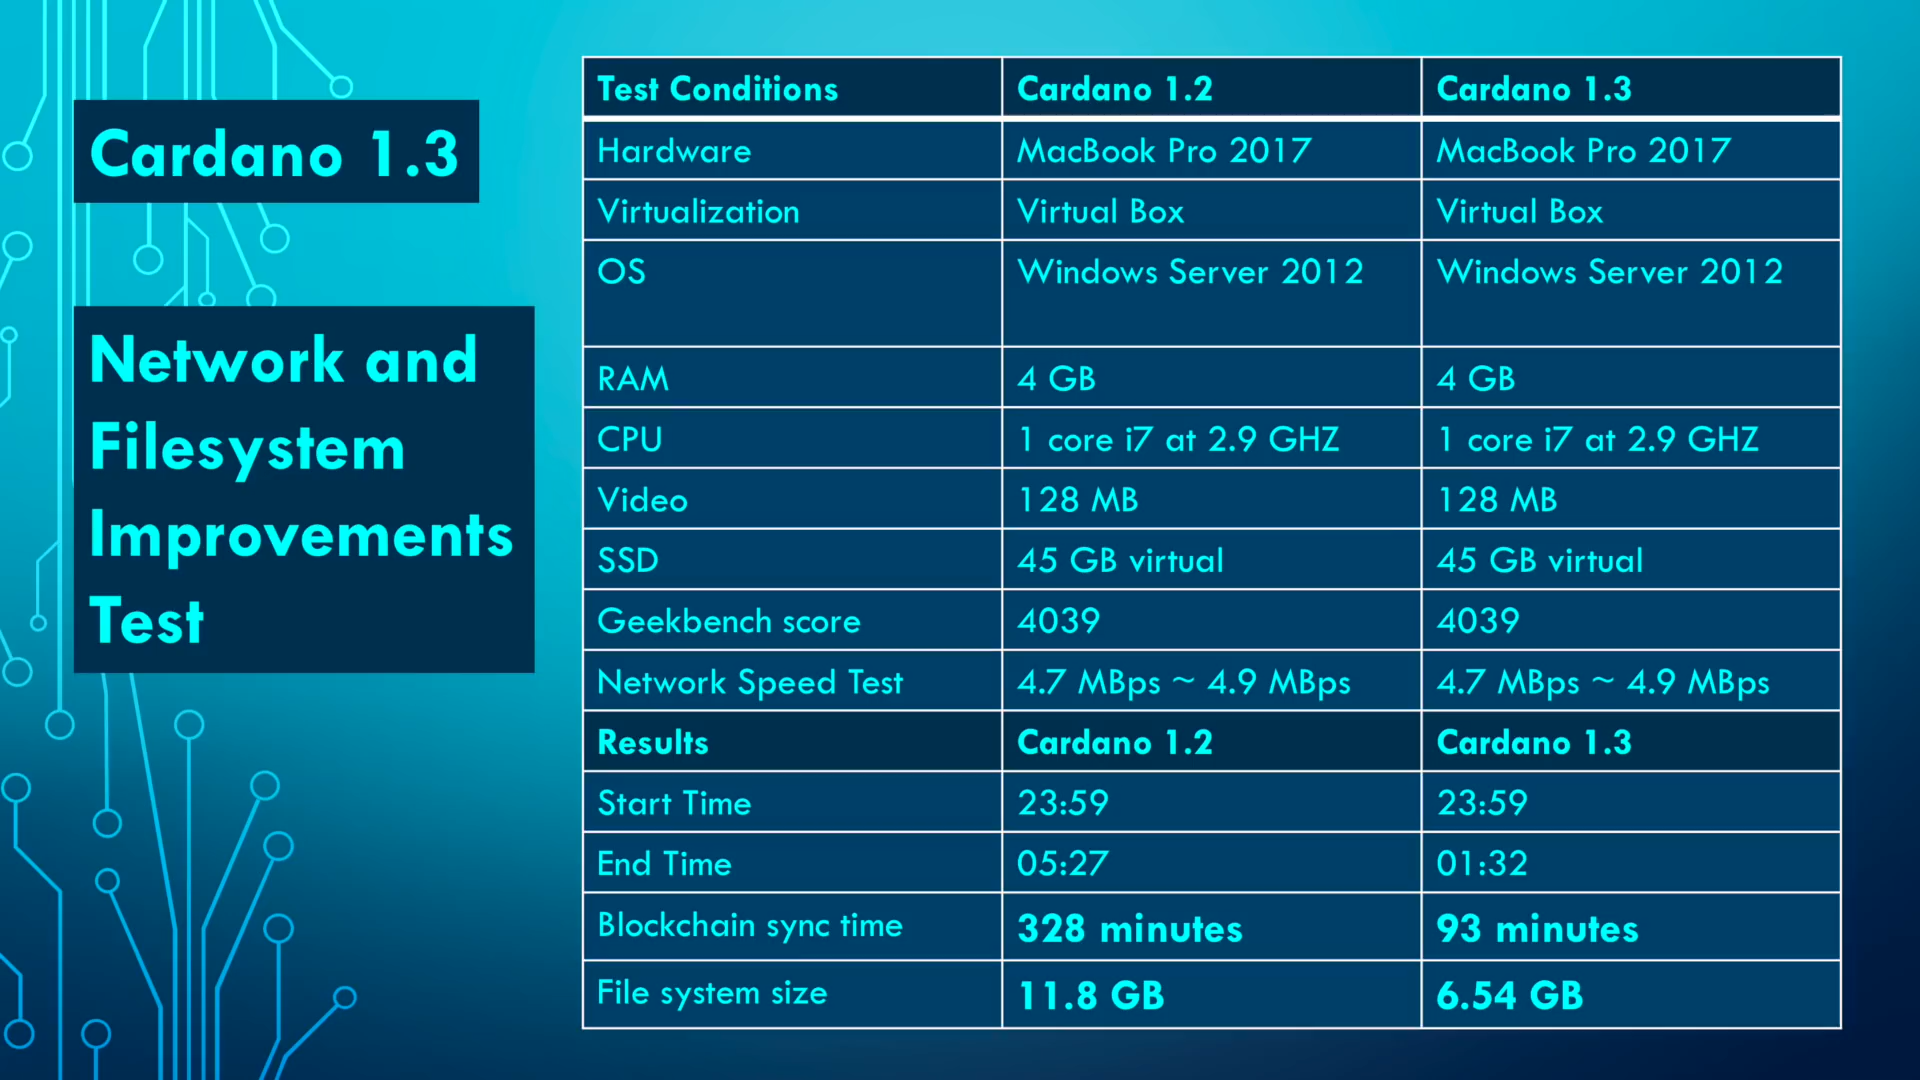 Cardano 1.3
Network and
Filesystem
Improvements
Test
Test Conditions Cardano 1.2 Cardano 1.3
Hardware MacBook Pro 2017 MacBook Pro 2017
Virtualization Virtual Box Virtual Box
OS Windows Server 2012 Windows Server 2012
RAM 4 GB 4 GB
CPU 1 core i7 at 2.9 GHZ 1 core i7 at 2.9 GHZ
Video 128 MB 128 MB
SSD 45 GB virtual 45 GB virtual
Geekbench score 4039 4039
Network Speed Test 4.7 MBps ~ 4.9 MBps 4.7 MBps ~ 4.9 MBps
Results Cardano 1.2 Cardano 1.3
Start Time 23:59 23:59
End Time 05:27 01:32
Blockchain sync time 328 minutes 93 minutes
File system size 11.8 GB 6.54 GB